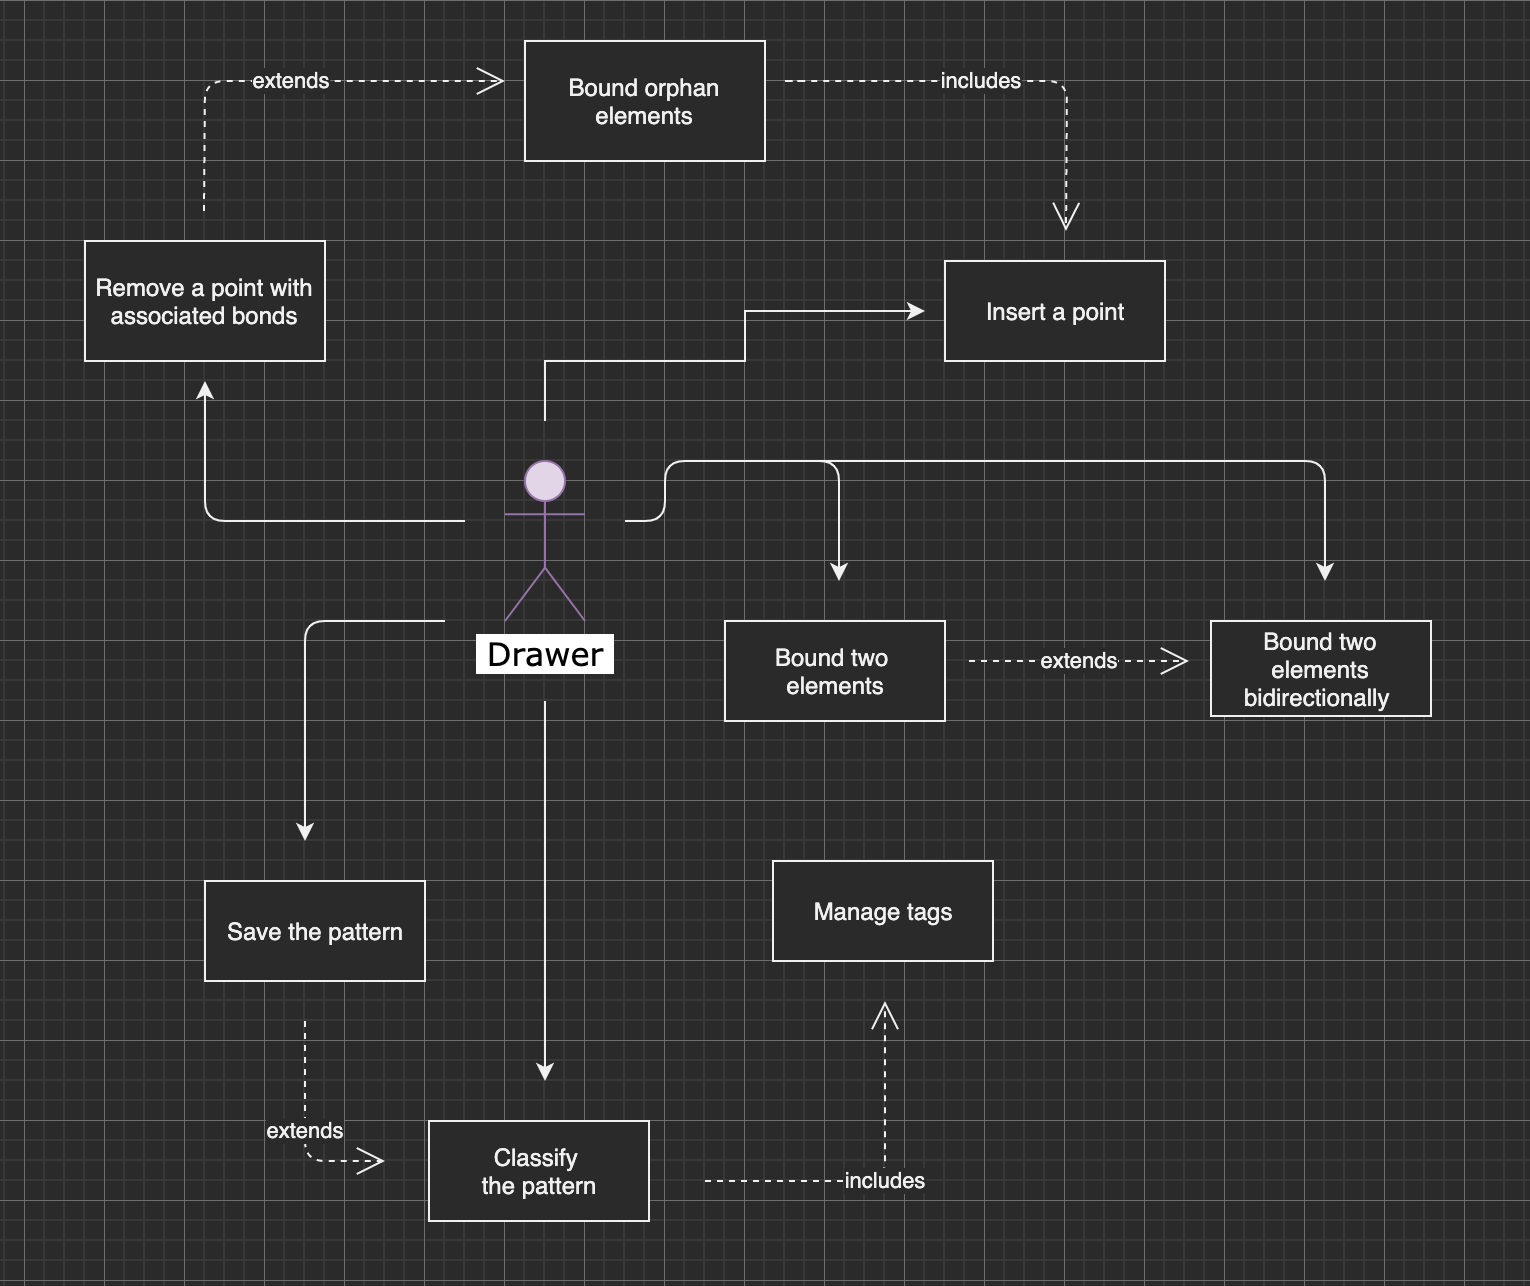 extends
Bound orphan
elements
includes
Remove a point with
associated bonds
Insert a point
Drawer
Bound two
elements
extends
Bound two
elements
bidirectionally
Save the pattern
Manage tags
extends
Classify
the pattern
includes